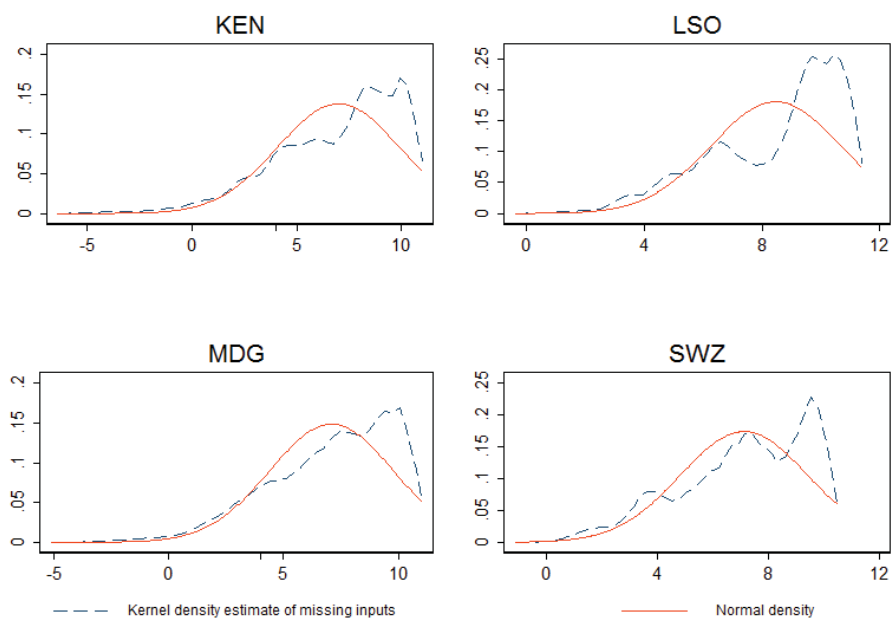 KEN
LSO
.2
.15
.1
.05
0
.25
.2
.15
.1
.05
0
-5 0 5 10
0 4 8 12
MDG
SWZ
.2
.15
.1
.05
0
.25
.2
.15
.1
.05
0
-5 0 5 10
0 4 8 12
Kernel density estimate of missing inputs
Normal density